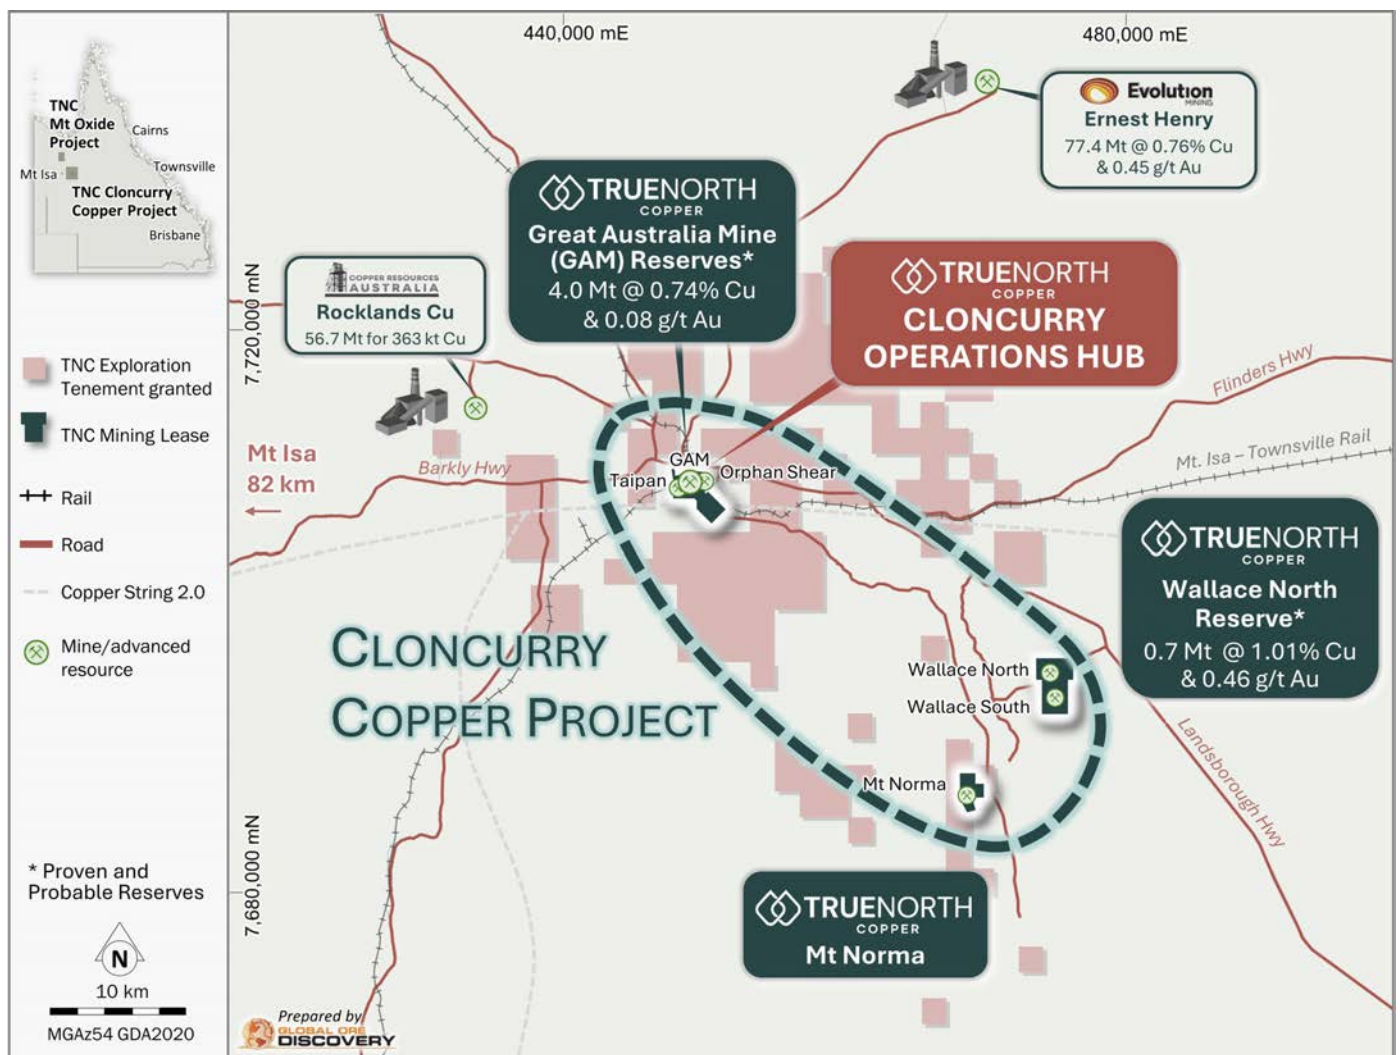 440,000 mE
480,000 mE
TNC
Mt Oxide
Project
Cairns
Townsville
Mt Isa
TNC Cloncurry
Copper Project
Brisbane
TNC Exploration
Tenement granted
TNC Mining Lease
Rail
Road
Copper String 2.0
Mine/advanced
resource
* Proven and
Probable Reserves
N
10 km
MGAz54 GDA2020
7,720,000 mN
7,680,000 mN
Evolution
MINING
Ernest Henry
77.4 Mt @ 0.76% Cu
& 0.45 g/t Au
TRUENORTH
COPPER
Great Australia Mine
(GAM) Reserves*
4.0 Mt @ 0.74% Cu
& 0.08 g/t Au
COPPER RESOURCES
AUSTRALIA
Rocklands Cu
56.7 Mt for 363 kt Cu
TRUENORTH
COPPER
CLONCURRY
OPERATIONS HUB
Flinders Hwy
Mt. Isa – Townsville Rail
Mt Isa
82 km
Barkly Hwy
GAM
Taipan
Orphan Shear
TRUENORTH
COPPER
Wallace North
Reserve*
0.7 Mt @ 1.01% Cu
& 0.46 g/t Au
CLONCURRY
COPPER PROJECT
Wallace North
Wallace South
Mt Norma
Landsborough Hwy
TRUENORTH
COPPER
Mt Norma
Prepared by
GLOBAL ORE
DISCOVERY